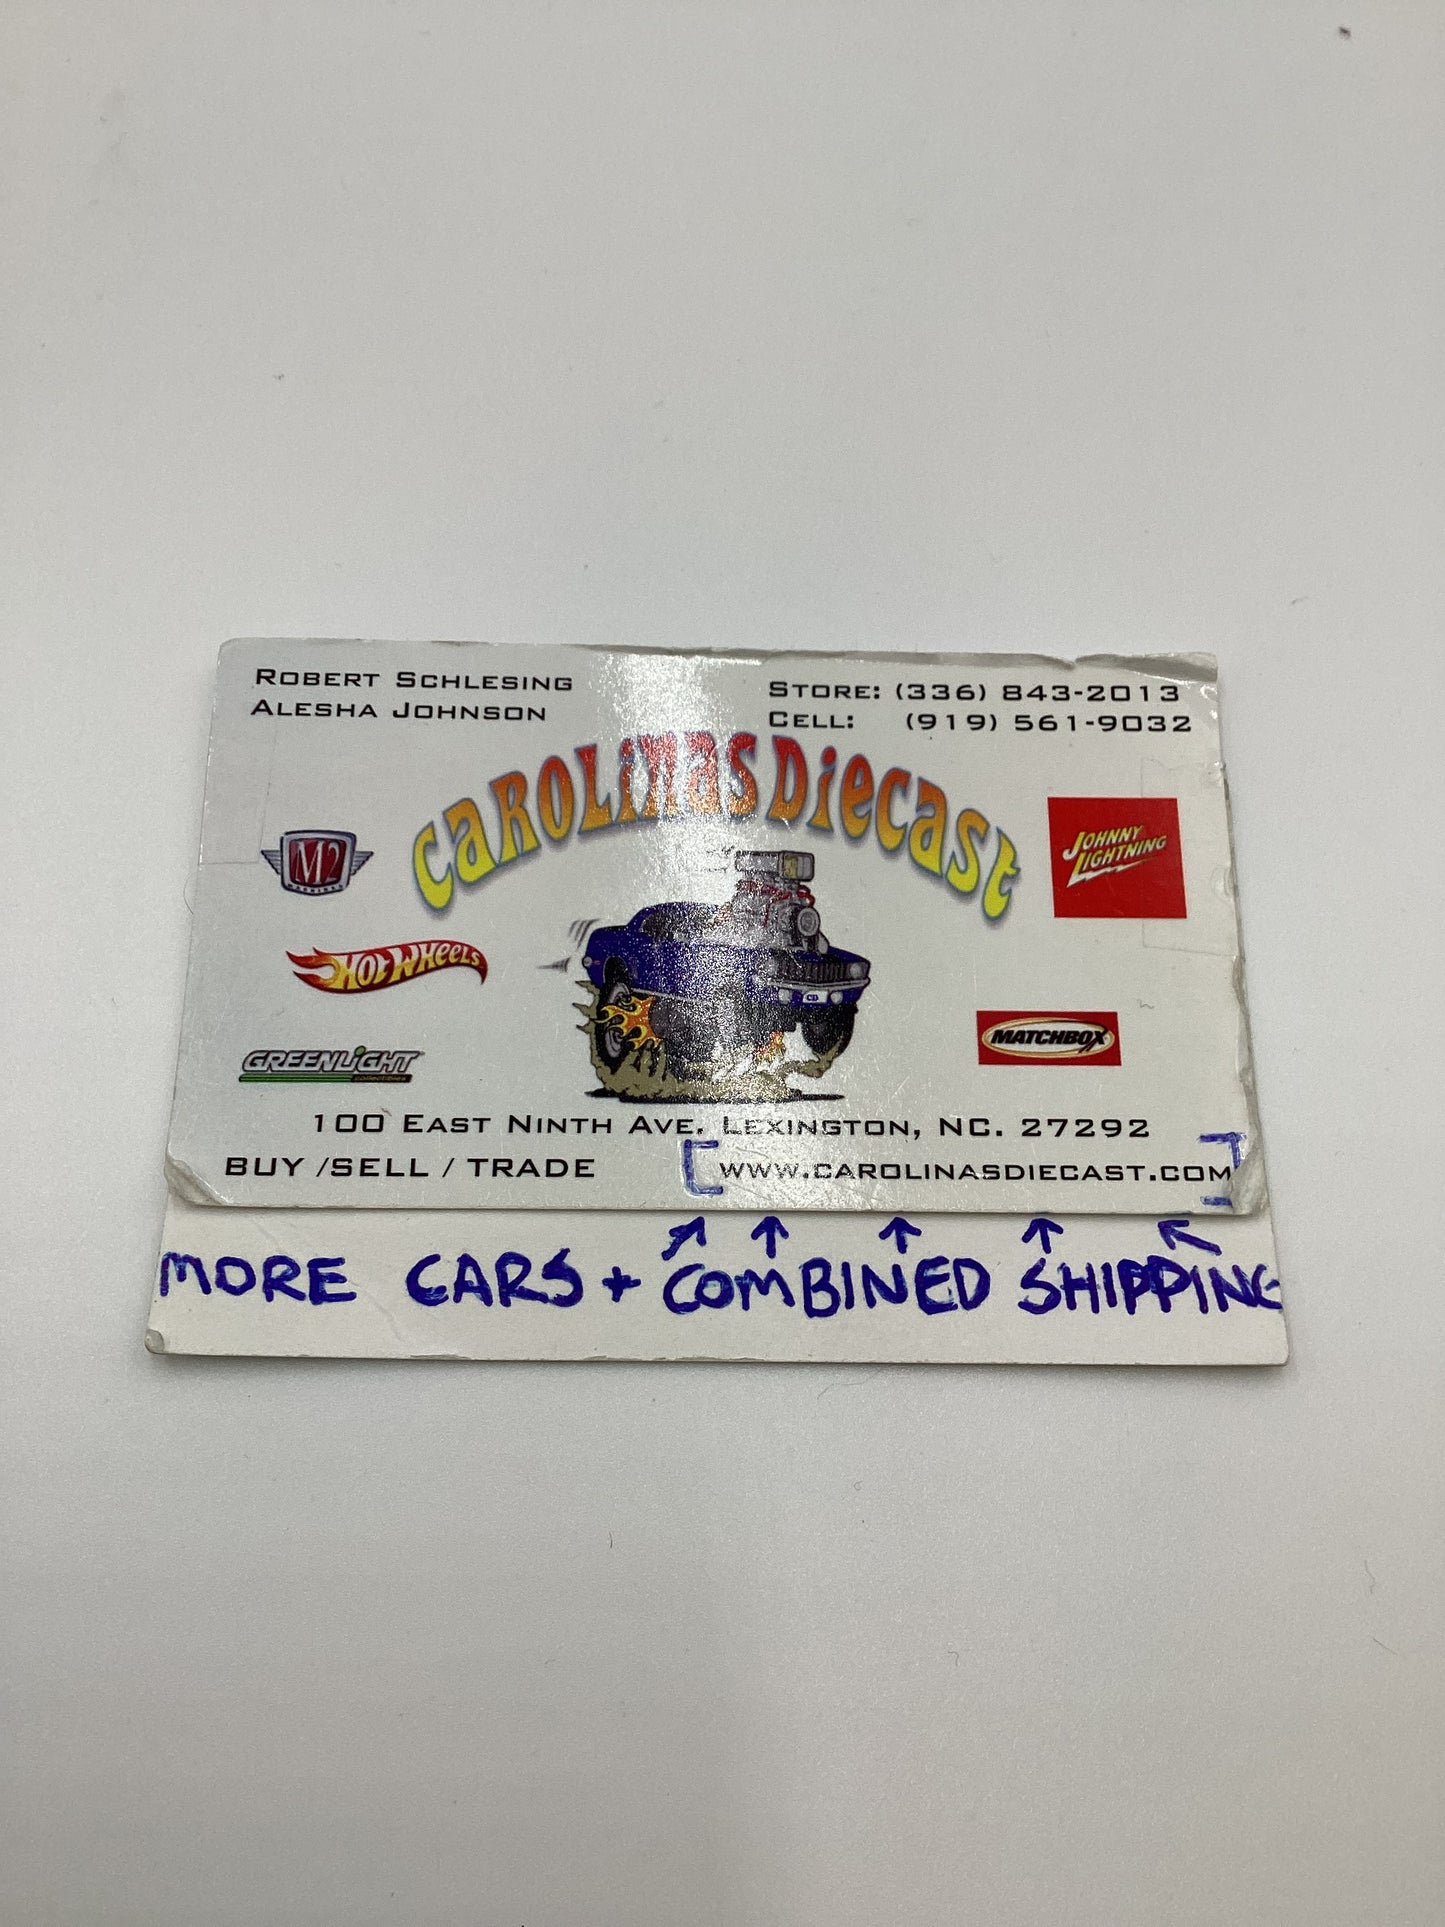 ROBERT SCHLESING
ALESHA JOHNSON
STORE: (336) 843-2013
CELL: (919) 561-9032
CAROLINAS DIECAST
M2
MACHINES
JOHNNY
LIGHTNING
HOT WHEELS
MATCHBOX
GREENLIGHT
collectibles
100 EAST NINTH AVE. LEXINGTON, NC. 27292
BUY /SELL / TRADE [WWW.CAROLINASDIECAST.COM]
MORE CARS + COMBINED SHIPPING